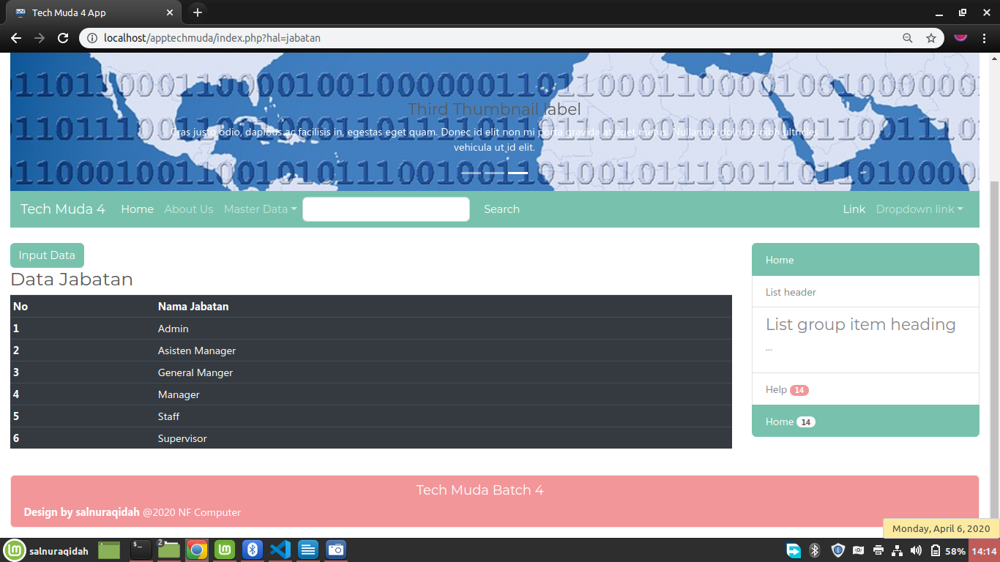 Tech Muda 4 App
localhost/apptechmuda/index.php?hal=jabatan
11011100011000010010000000110110001100010010000000
Third Thumbnail label
Cras justo odio, dapibus ac facilisis in, egestas eget quam. Donec id elit non mi porta gravida at eget metus. Nullam id dolor id nibh ultricies
vehicula ut id elit.
Tech Muda 4 Home About Us Master Data Search Link Dropdown link
Input Data
Data Jabatan
No Nama Jabatan
1 Admin
2 Asisten Manager
3 General Manger
4 Manager
5 Staff
6 Supervisor
Home
List header
List group item heading
...
Help 14
Home 14
Tech Muda Batch 4
Design by salnuraqidah @2020 NF Computer
Monday, April 6, 2020
salnuraqidah 2 58% 14:14